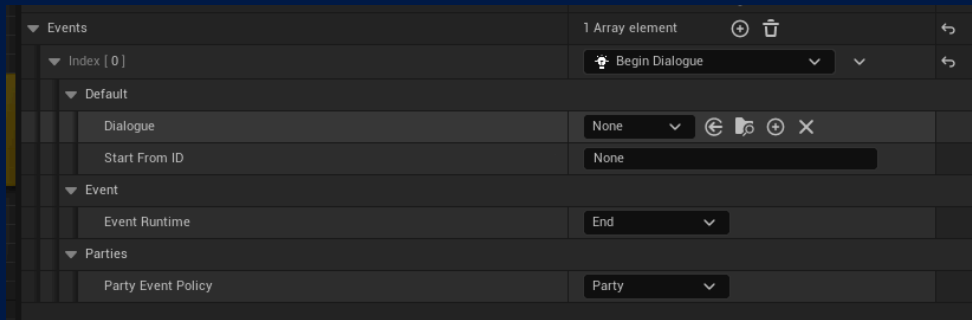 Events 1 Array element
Index [ 0 ] Begin Dialogue
Default
Dialogue None
Start From ID None
Event
Event Runtime End
Parties
Party Event Policy Party